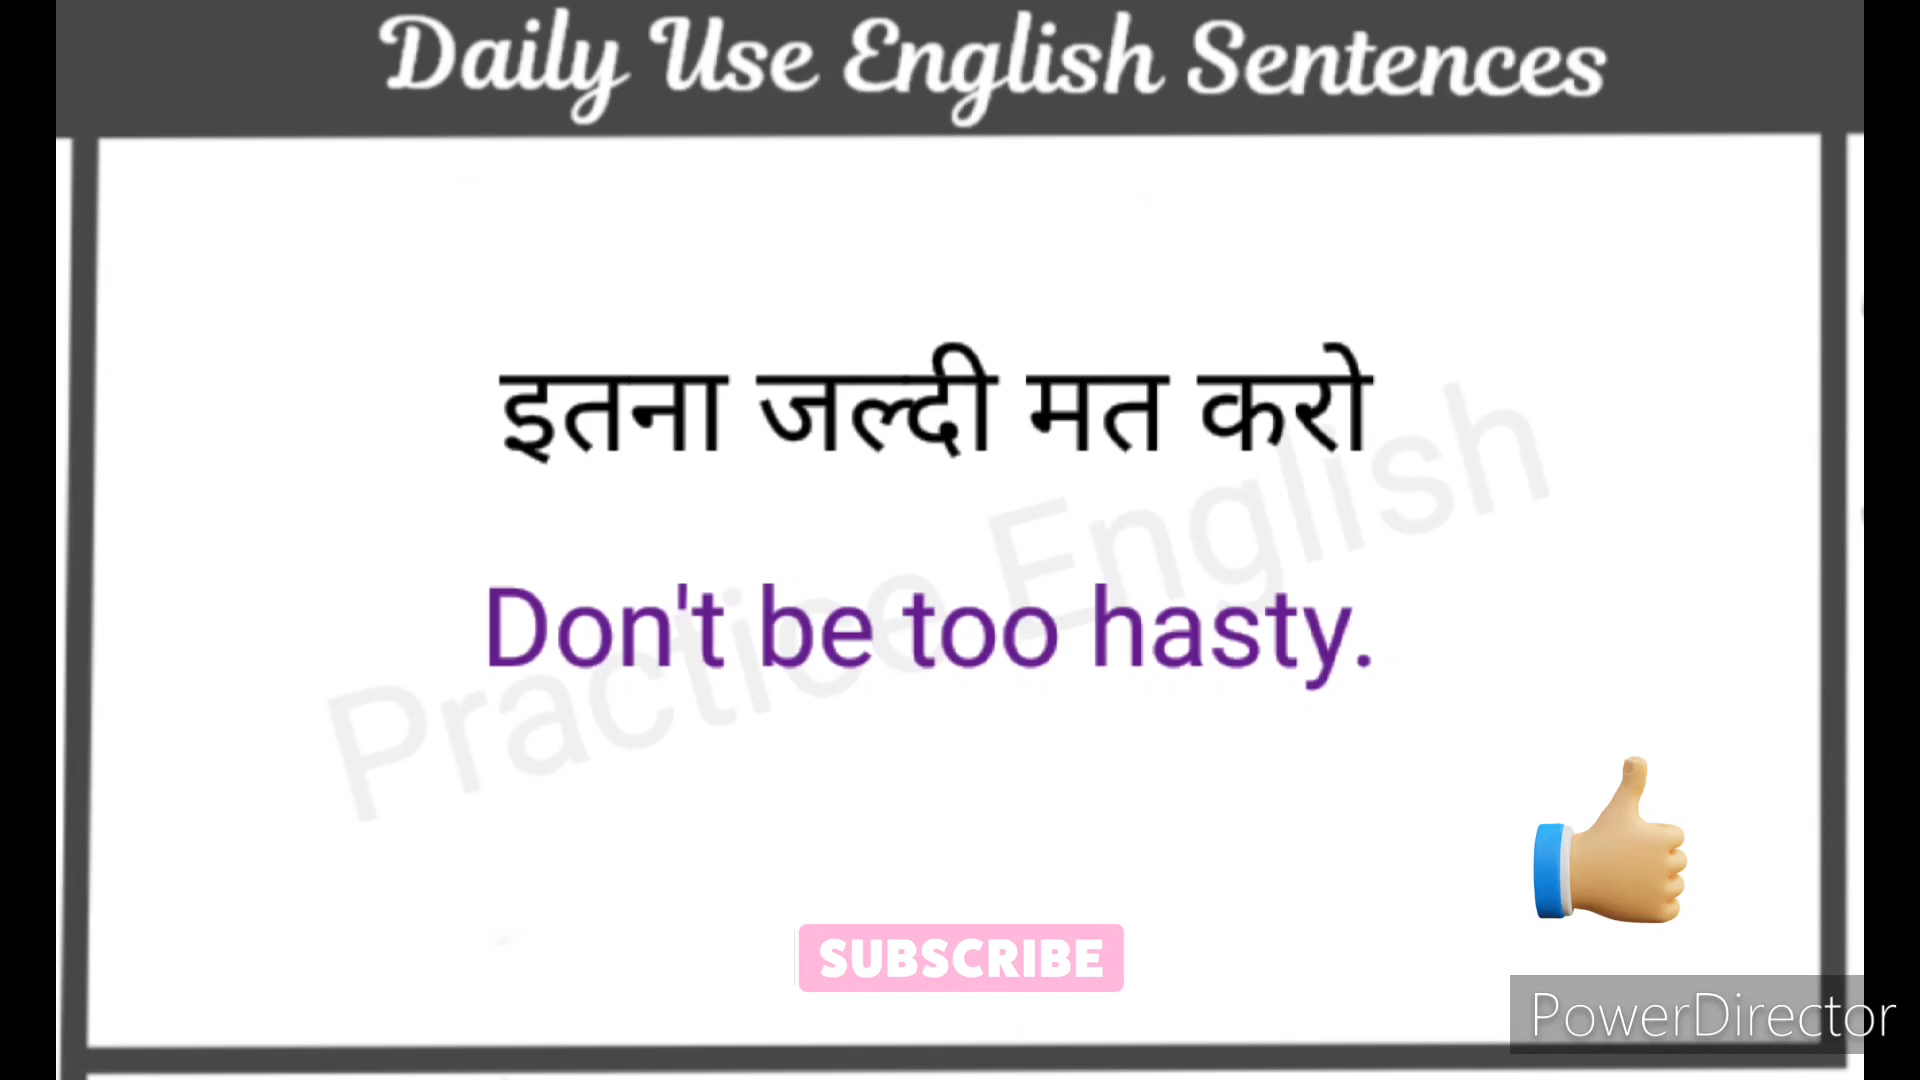 Daily Use English Sentences
इतना जल्दी मत करो
Don't be too hasty.
Practice English
SUBSCRIBE
PowerDirector